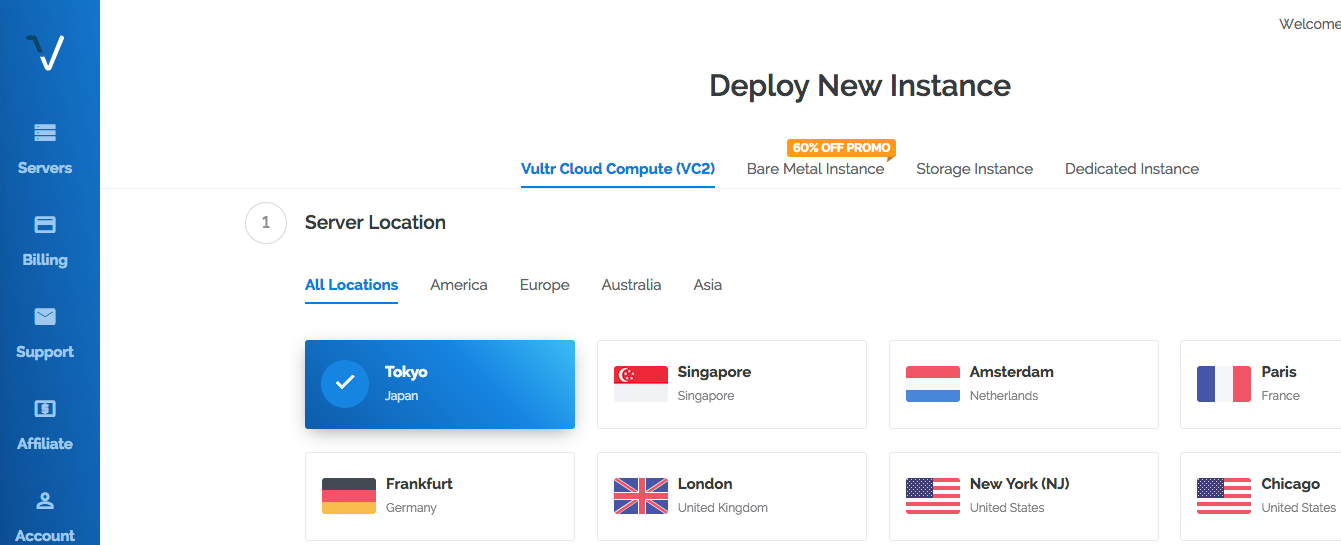 Welcome
Deploy New Instance
60% OFF PROMO
Vultr Cloud Compute (VC2) Bare Metal Instance Storage Instance Dedicated Instance
Servers
Billing
Support
Affiliate
Account
1 Server Location
All Locations America Europe Australia Asia
Tokyo
Japan
Singapore
Singapore
Amsterdam
Netherlands
Paris
France
Frankfurt
Germany
London
United Kingdom
New York (NJ)
United States
Chicago
United States